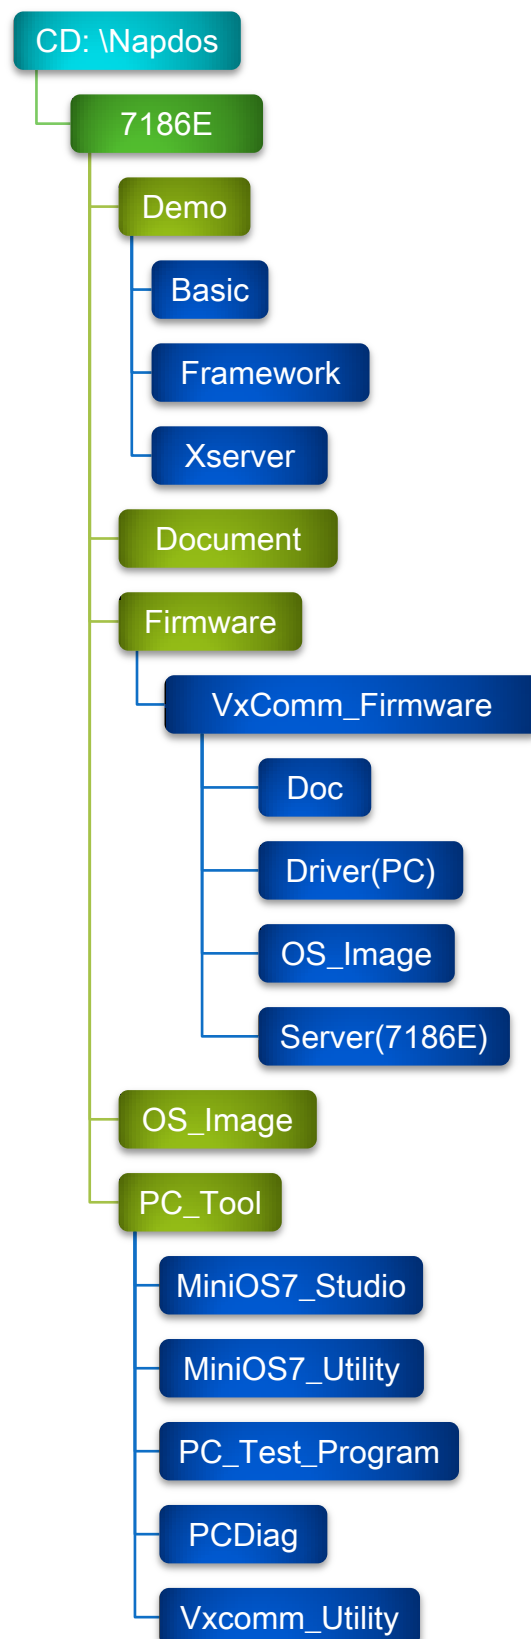 CD: \Napdos
7186E
Demo
Basic
Framework
Xserver
Document
Firmware
VxComm_Firmware
Doc
Driver(PC)
OS_Image
Server(7186E)
OS_Image
PC_Tool
MiniOS7_Studio
MiniOS7_Utility
PC_Test_Program
PCDiag
Vxcomm_Utility